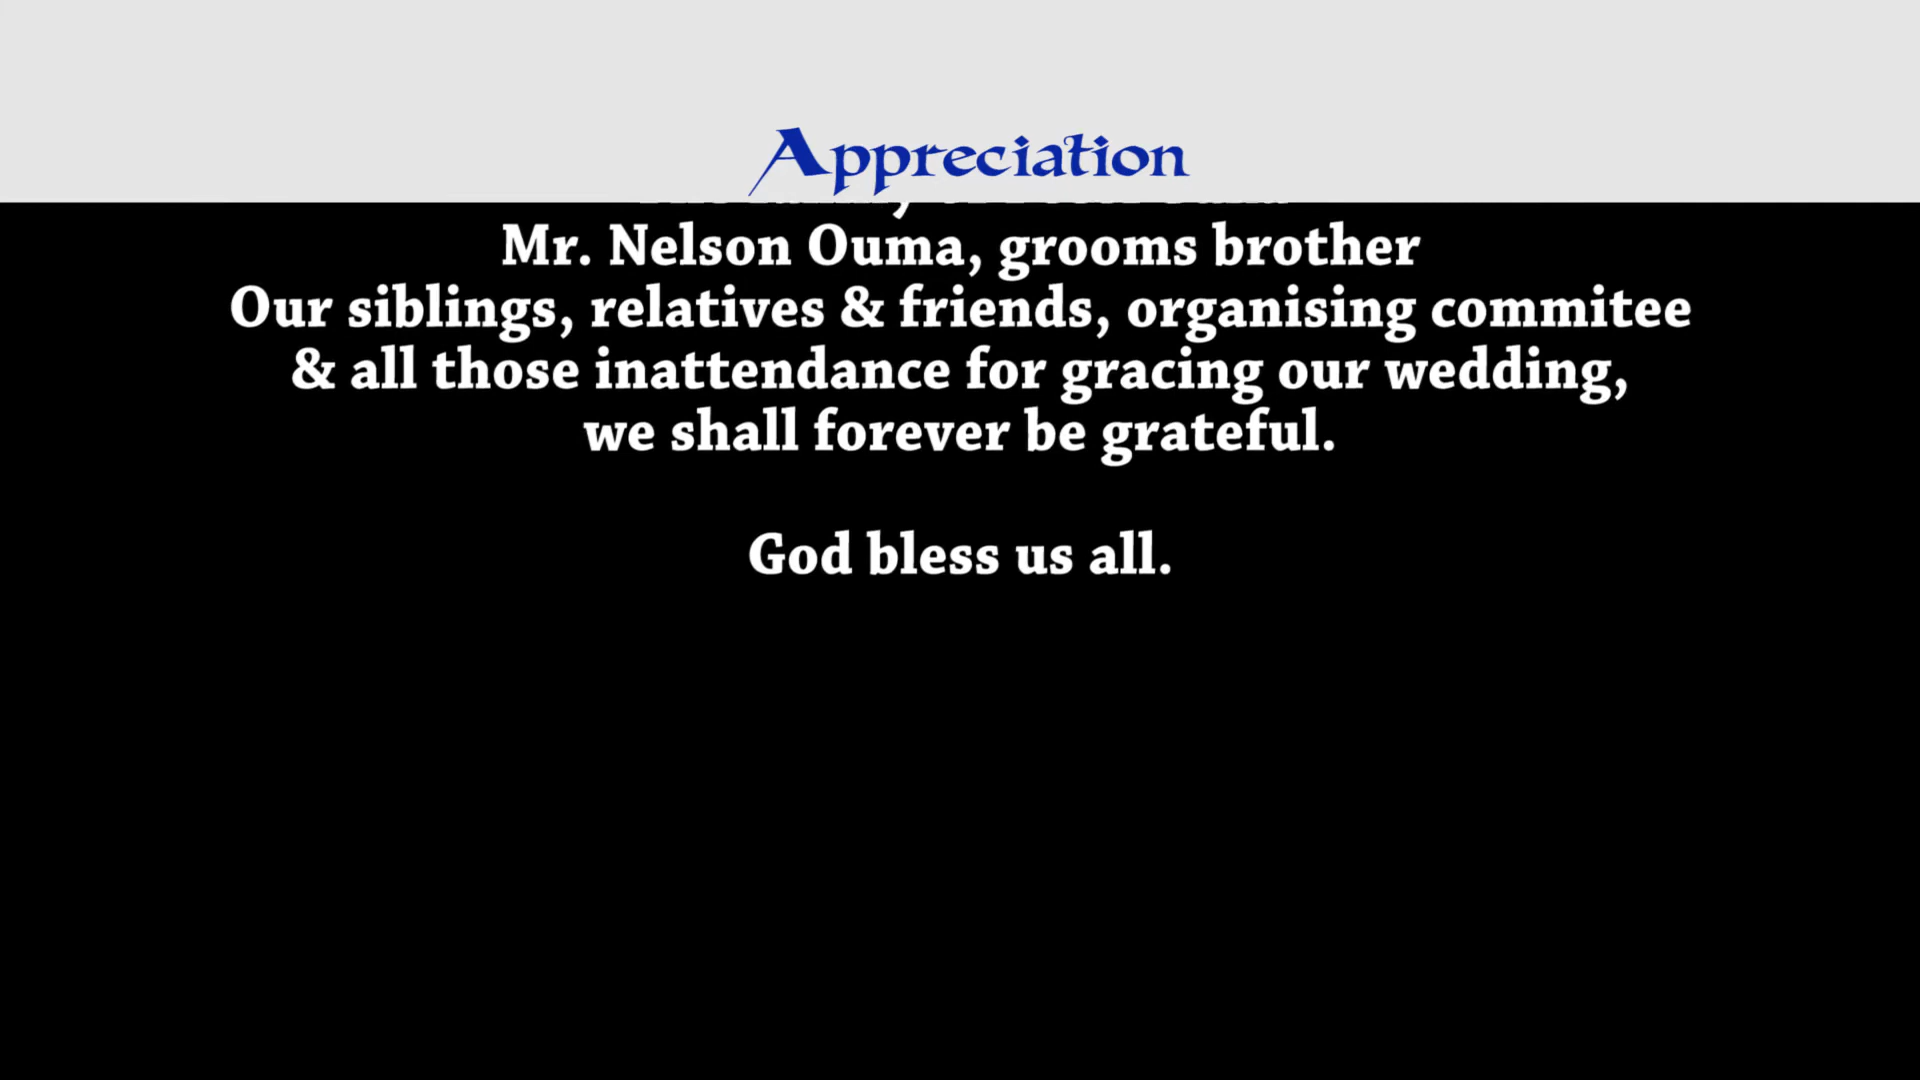 Appreciation
Mr. Nelson Ouma, grooms brother
Our siblings, relatives & friends, organising commitee
& all those inattendance for gracing our wedding,
we shall forever be grateful.
God bless us all.